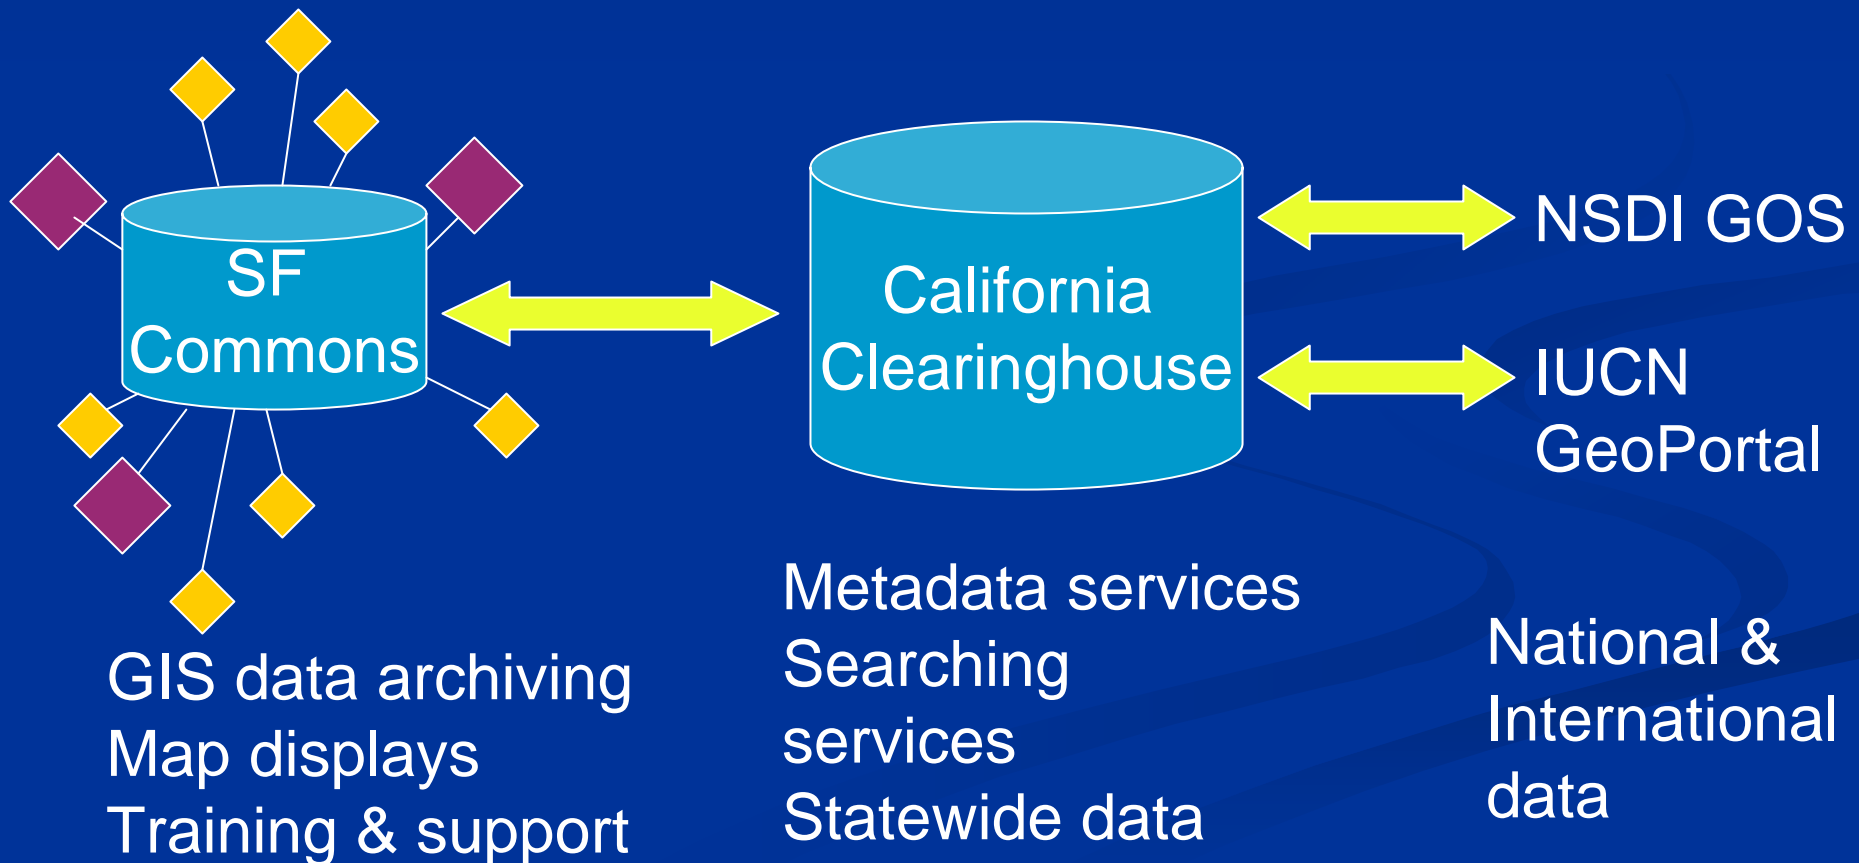 SF
Commons
California
Clearinghouse
NSDI GOS
IUCN
GeoPortal
GIS data archiving
Map displays
Training & support
Metadata services
Searching
services
Statewide data
National &
International
data